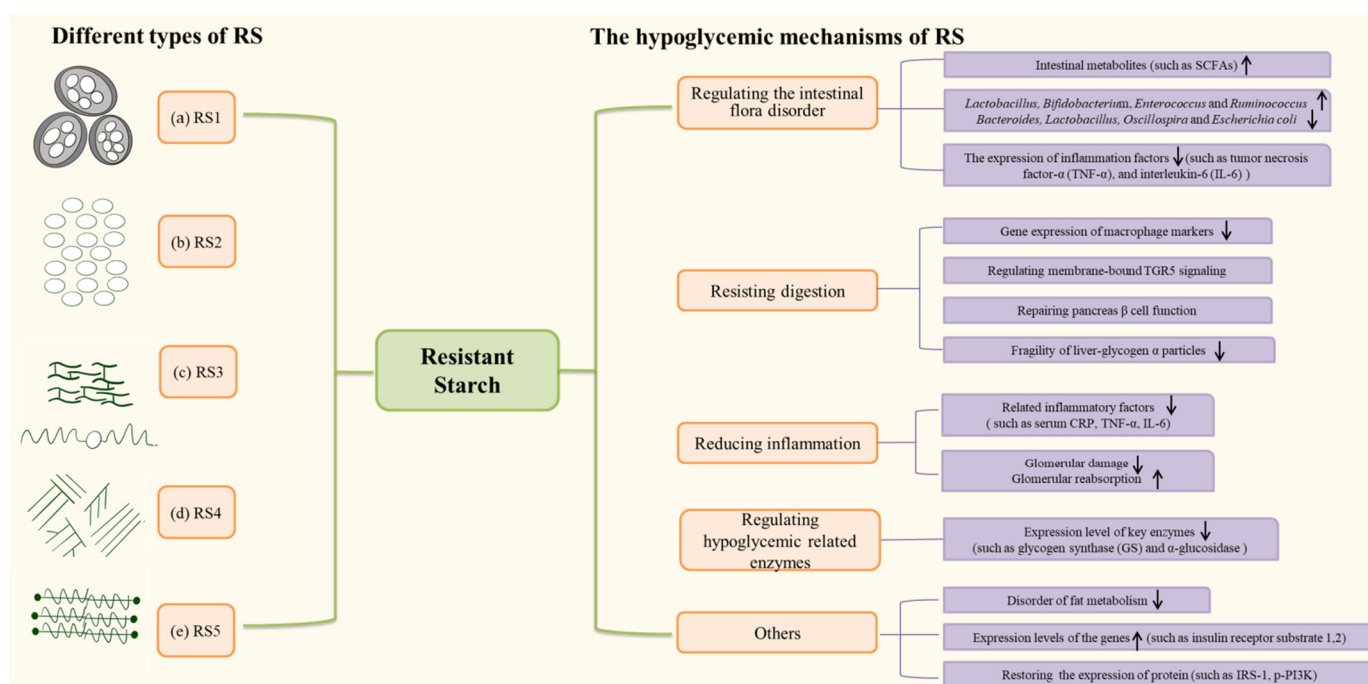 Different types of RS
(a) RS1
(b) RS2
(c) RS3
(d) RS4
(e) RS5
Resistant
Starch
The hypoglycemic mechanisms of RS
Regulating the intestinal
flora disorder
Intestinal metabolites (such as SCFAs) ↑
Lactobacillus, Bifidobacterium, Enterococcus and Ruminococcus ↑
Bacteroides, Lactobacillus, Oscillospira and Escherichia coli ↓
The expression of inflammation factors ↓ (such as tumor necrosis
factor-α (TNF-α), and interleukin-6 (IL-6) )
Resisting digestion
Gene expression of macrophage markers ↓
Regulating membrane-bound TGR5 signaling
Repairing pancreas β cell function
Fragility of liver-glycogen α particles ↓
Reducing inflammation
Related inflammatory factors ↓
( such as serum CRP, TNF-α, IL-6)
Glomerular damage ↓
Glomerular reabsorption ↑
Regulating
hypoglycemic related
enzymes
Expression level of key enzymes ↓
(such as glycogen synthase (GS) and α-glucosidase )
Others
Disorder of fat metabolism ↓
Expression levels of the genes ↑ (such as insulin receptor substrate 1,2)
Restoring the expression of protein (such as IRS-1, p-PI3K)